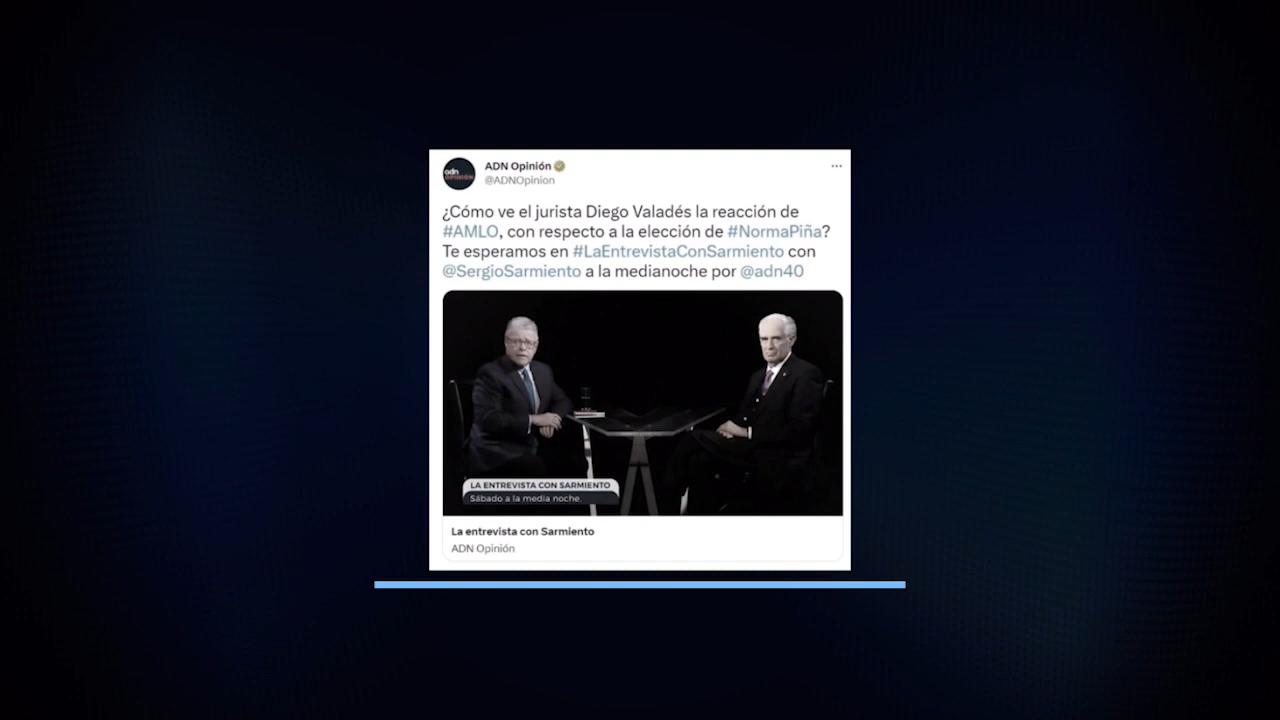 adn
OPINIÓN
ADN Opinión
@ADNOpinion
¿Cómo ve el jurista Diego Valadés la reacción de
#AMLO, con respecto a la elección de #NormaPiña?
Te esperamos en #LaEntrevistaConSarmiento con
@SergioSarmiento a la medianoche por @adn40
LA ENTREVISTA CON SARMIENTO
Sábado a la media noche.
La entrevista con Sarmiento
ADN Opinión